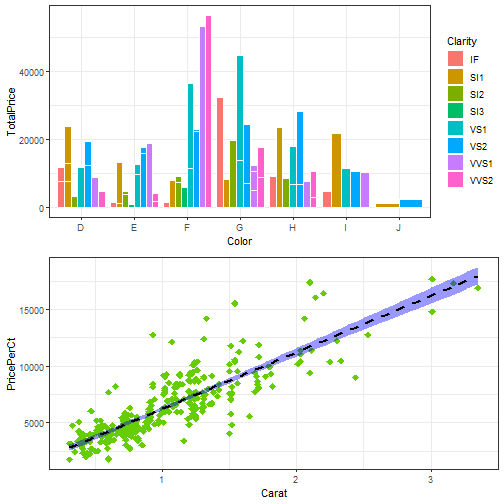 TotalPrice
40000
20000
0
D E F G H I J
Color
Clarity
IF
SI1
SI2
SI3
VS1
VS2
VVS1
VVS2
PricePerCt
15000
10000
5000
1 2 3
Carat